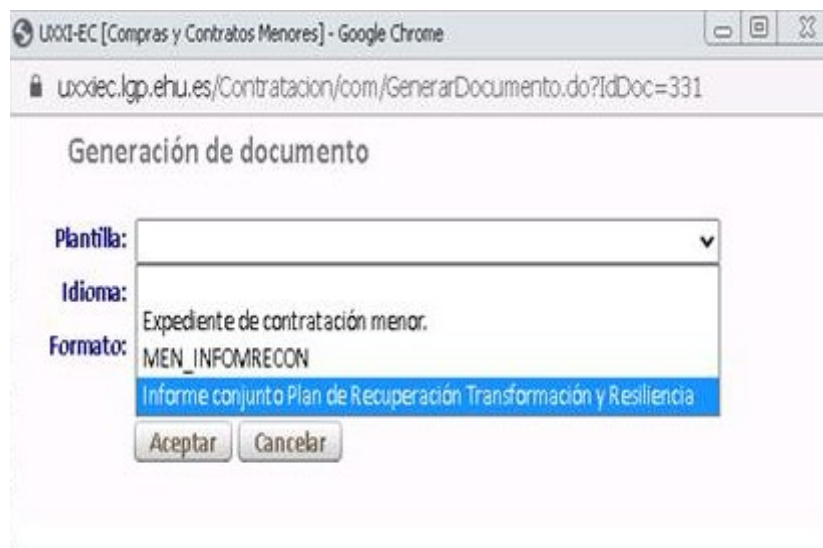 UXXI-EC [Compras y Contratos Menores] - Google Chrome
uxxiec.lgp.ehu.es/Contratacion/com/GenerarDocumento.do?IdDoc=331
Generación de documento
Plantilla:
Idioma:
Expediente de contratación menor.
Formato:
MEN_INFOMRECON
Informe conjunto Plan de Recuperación Transformación y Resiliencia
Aceptar Cancelar